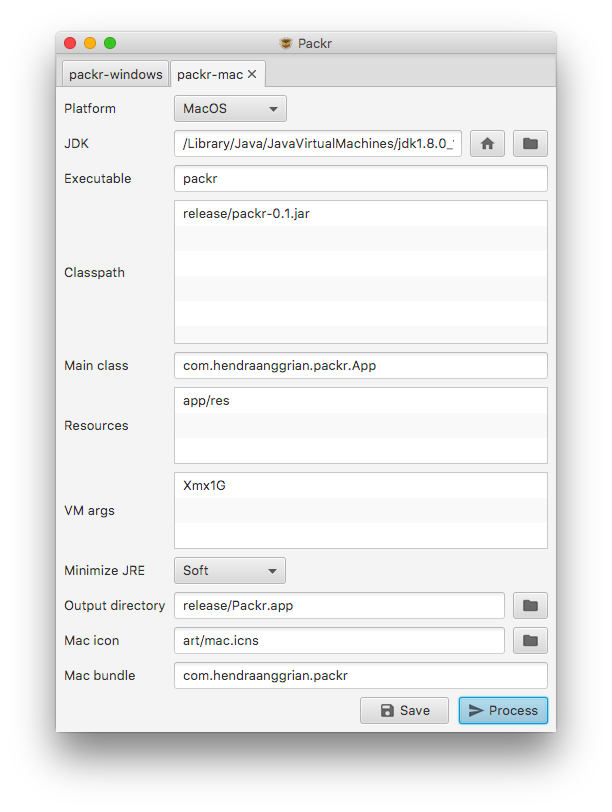 Packr
packr-windows
packr-mac
Platform
MacOS
JDK
/Library/Java/JavaVirtualMachines/jdk1.8.0_
Executable
packr
release/packr-0.1.jar
Classpath
Main class
com.hendraanggrian.packr.App
app/res
Resources
Xmx1G
VM args
Minimize JRE
Soft
Output directory
release/Packr.app
Mac icon
art/mac.icns
Mac bundle
com.hendraanggrian.packr
Save
Process